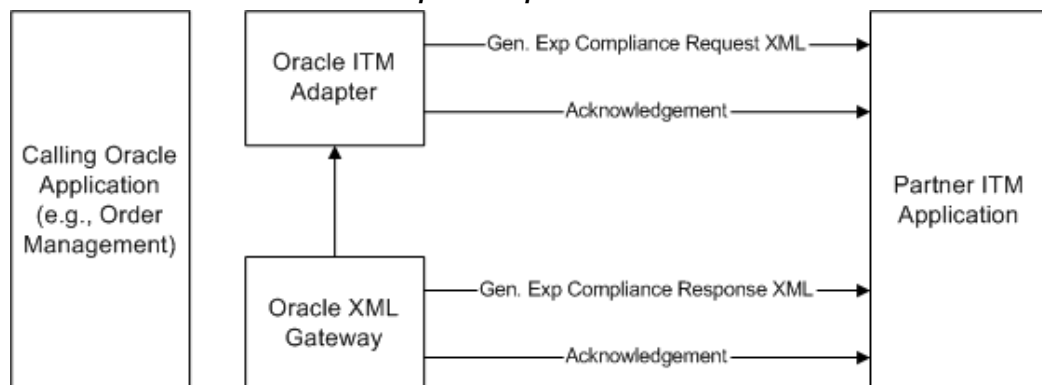 Calling Oracle
Application
(e.g., Order
Management)
Oracle ITM
Adapter
Gen. Exp Compliance Request XML
Acknowledgement
Oracle XML
Gateway
Gen. Exp Compliance Response XML
Acknowledgement
Partner ITM
Application